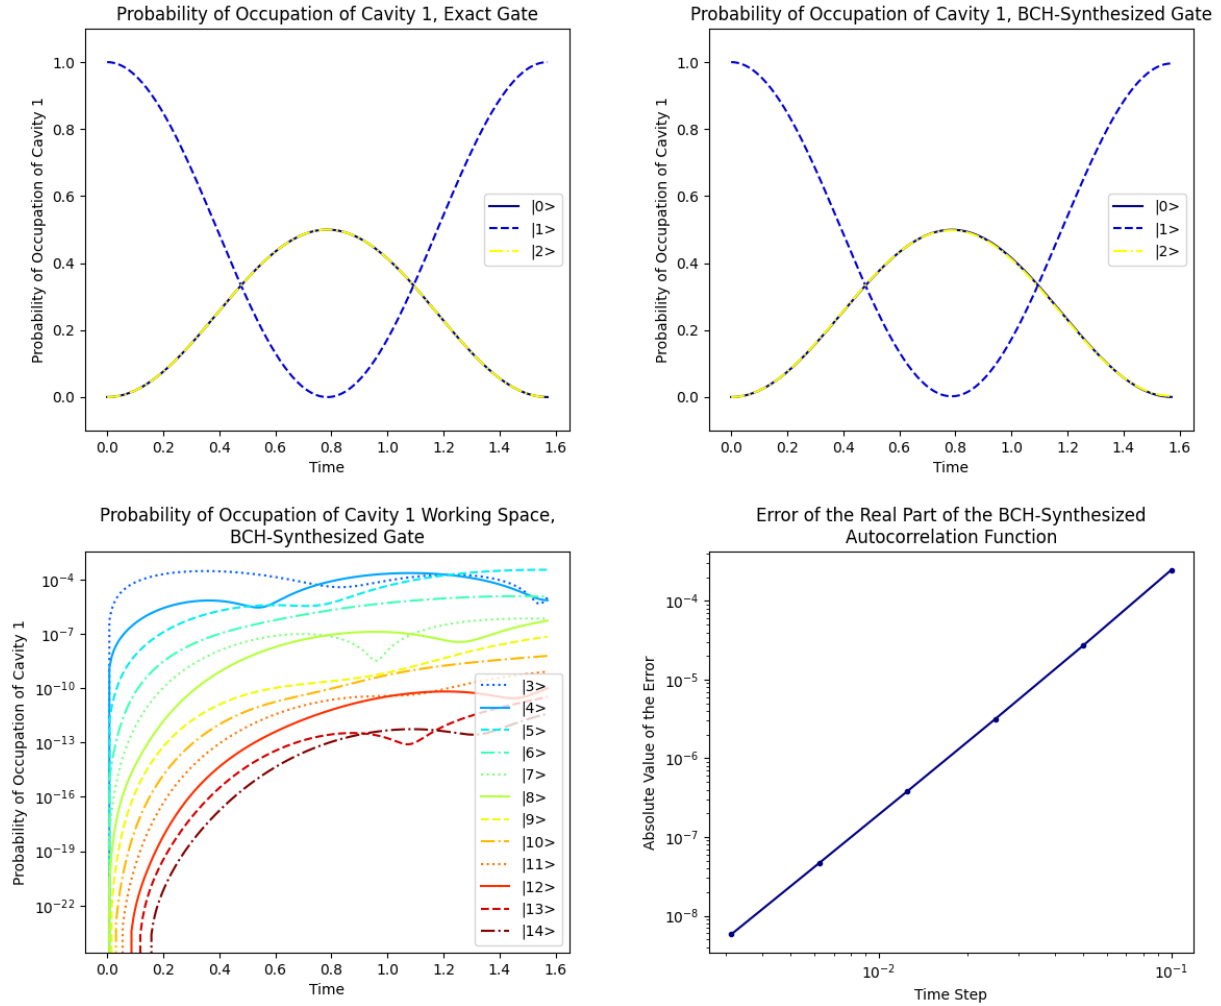 Probability of Occupation of Cavity 1, Exact Gate
Probability of Occupation of Cavity 1
1.0
0.8
0.6
0.4
0.2
0.0
|0>
|1>
|2>
0.0 0.2 0.4 0.6 0.8 1.0 1.2 1.4 1.6
Time
Probability of Occupation of Cavity 1, BCH-Synthesized Gate
Probability of Occupation of Cavity 1
1.0
0.8
0.6
0.4
0.2
0.0
|0>
|1>
|2>
0.0 0.2 0.4 0.6 0.8 1.0 1.2 1.4 1.6
Time
Probability of Occupation of Cavity 1 Working Space,
BCH-Synthesized Gate
Probability of Occupation of Cavity 1
10⁻⁴
10⁻⁷
10⁻¹⁰
10⁻¹³
10⁻¹⁶
10⁻¹⁹
10⁻²²
|3>
|4>
|5>
|6>
|7>
|8>
|9>
|10>
|11>
|12>
|13>
|14>
0.0 0.2 0.4 0.6 0.8 1.0 1.2 1.4 1.6
Time
Error of the Real Part of the BCH-Synthesized
Autocorrelation Function
Absolute Value of the Error
10⁻⁴
10⁻⁵
10⁻⁶
10⁻⁷
10⁻⁸
10⁻² 10⁻¹
Time Step